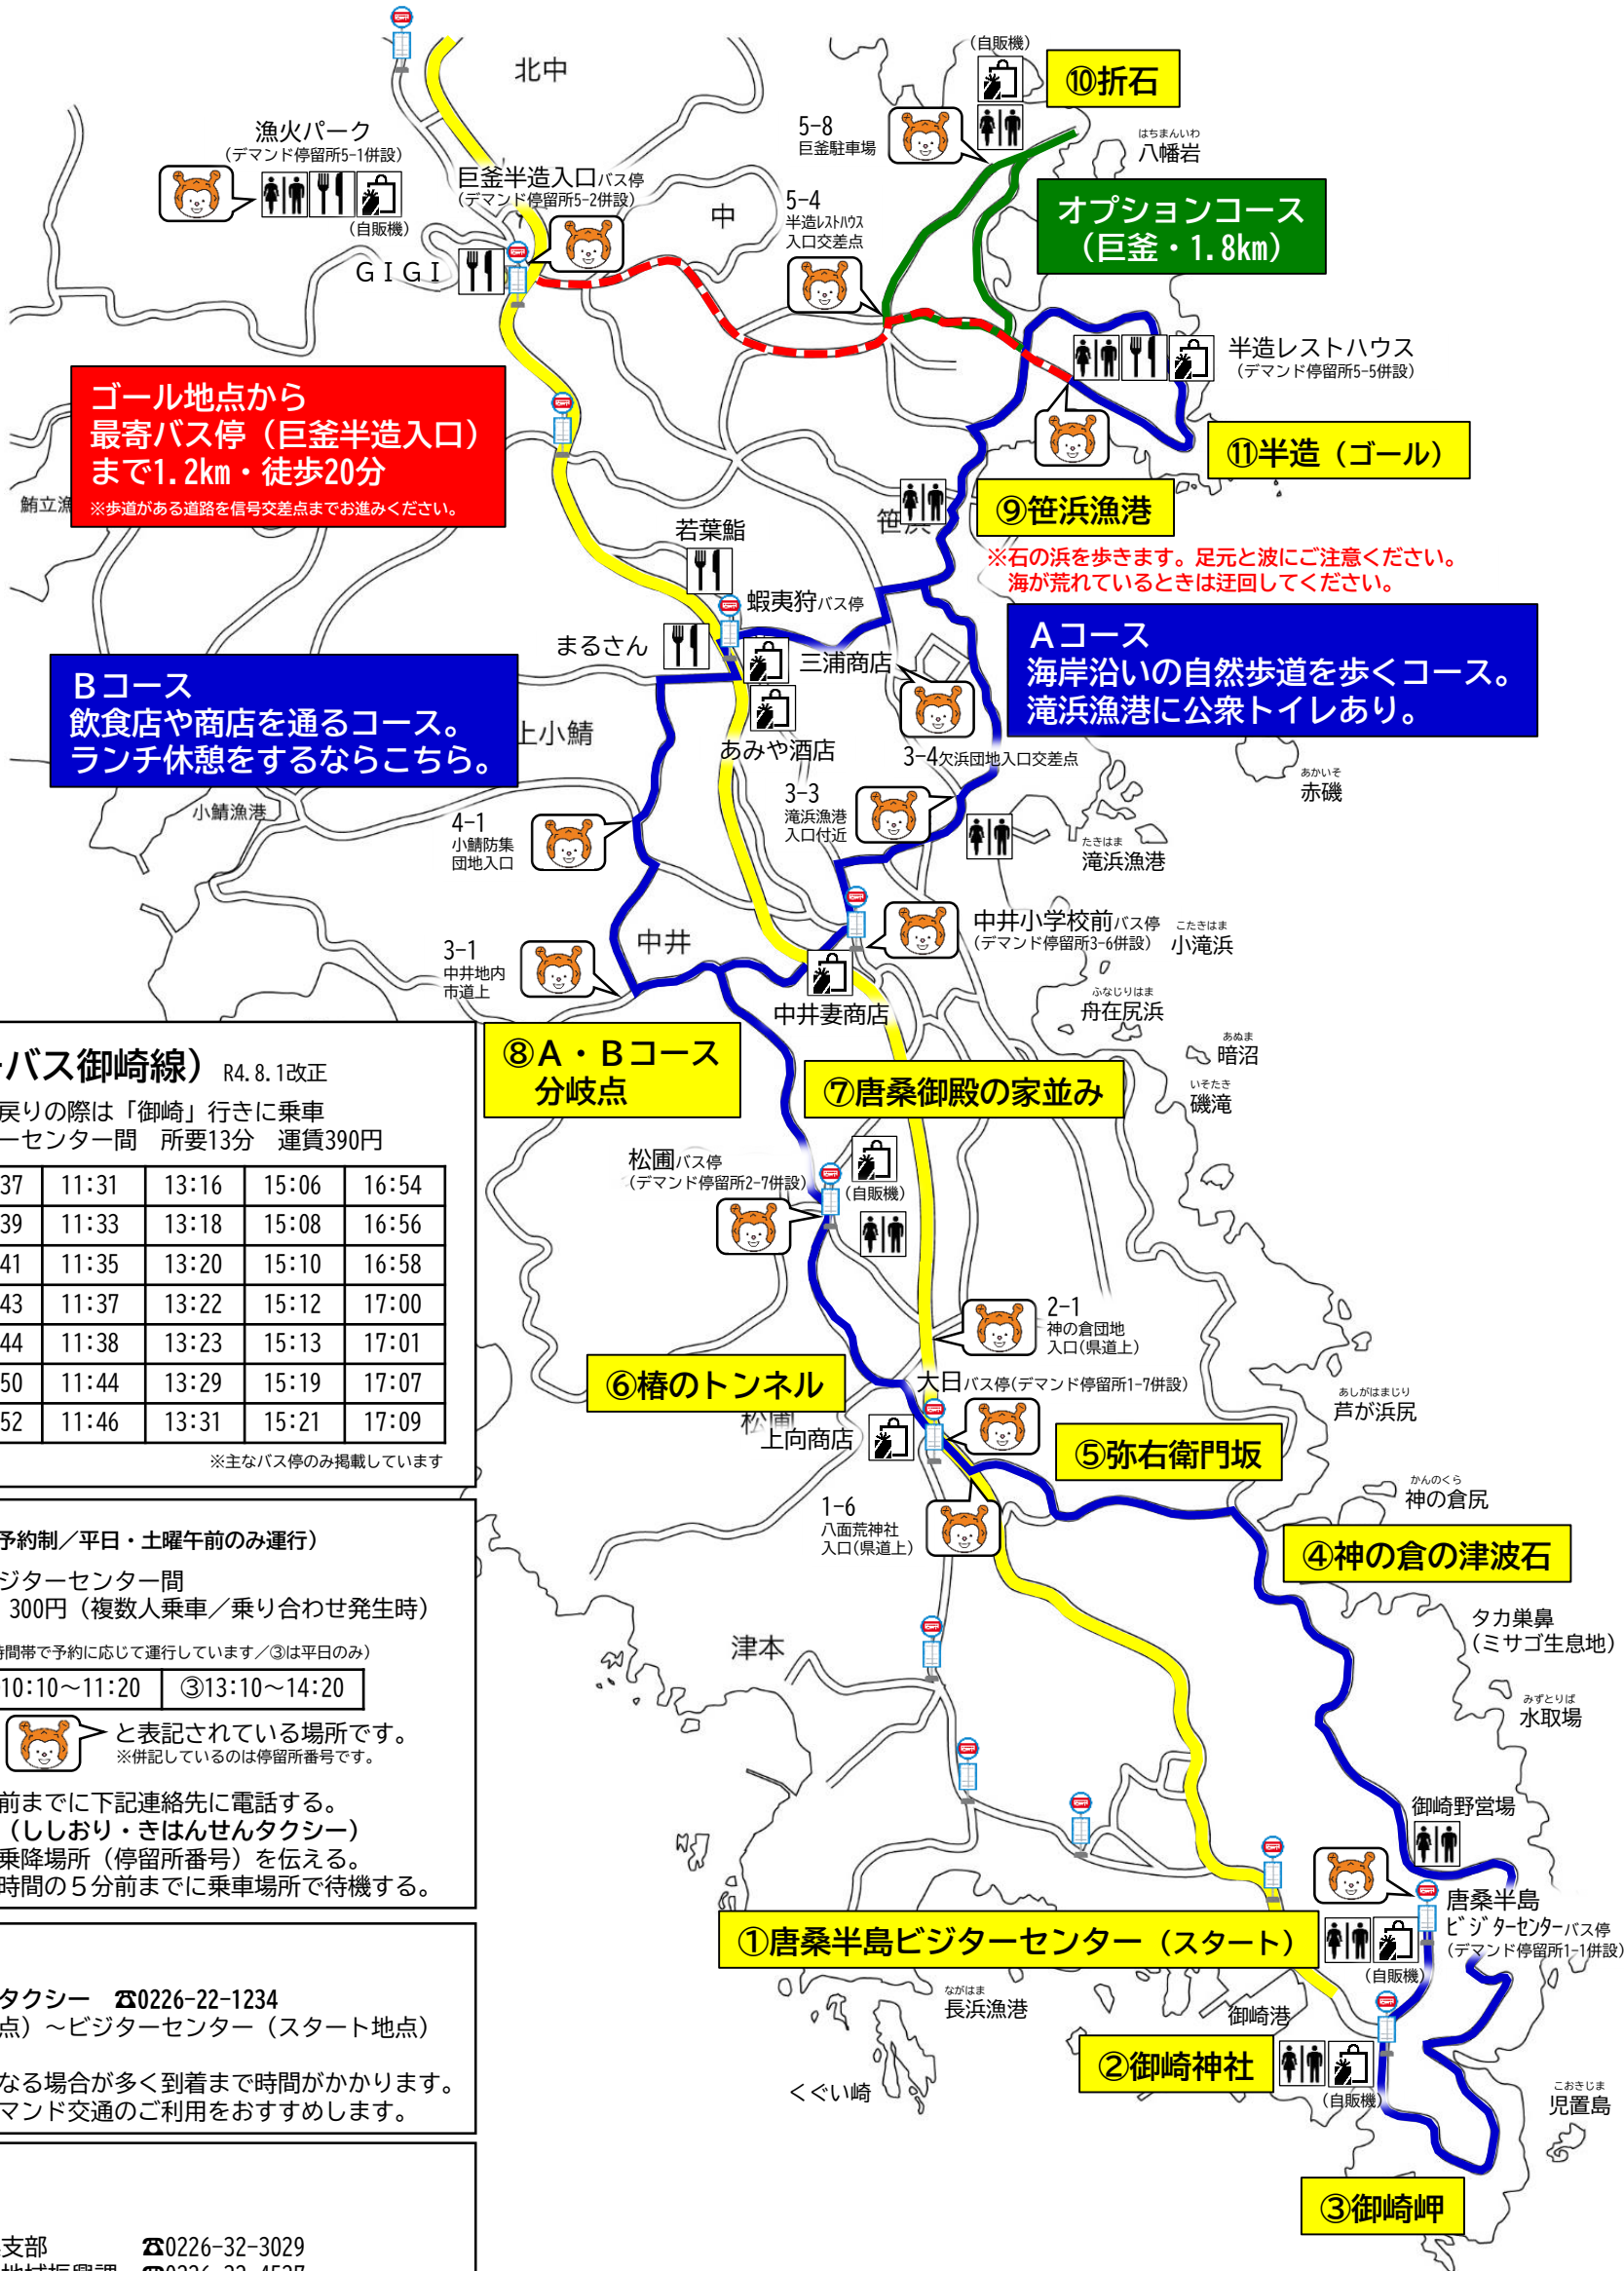 北中
(自販機)
⑩折石
漁火パーク
(デマンド停留所5-1併設)
(自販機)
5-8
巨釜駐車場
はちまんいわ
八幡岩
巨釜半造入口バス停
(デマンド停留所5-2併設)
中
5-4
半造ﾚｽﾄﾊｳｽ
入口交差点
オプションコース
(巨釜・1.8km)
GIGI
半造レストハウス
(デマンド停留所5-5併設)
ゴール地点から
最寄バス停(巨釜半造入口)
まで1.2km・徒歩20分
※歩道がある道路を信号交差点までお進みください。
⑪半造(ゴール)
鮪立漁
⑨笹浜漁港
笹浜
若葉鮨
※石の浜を歩きます。足元と波にご注意ください。
海が荒れているときは迂回してください。
蝦夷狩バス停
まるさん
三浦商店
Aコース
海岸沿いの自然歩道を歩くコース。
滝浜漁港に公衆トイレあり。
Bコース
飲食店や商店を通るコース。
ランチ休憩をするならこちら。
上小鯖
あみや酒店
3-4欠浜団地入口交差点
あかいそ
赤磯
小鯖漁港
4-1
小鯖防集
団地入口
3-3
滝浜漁港
入口付近
たきはま
滝浜漁港
中井小学校前バス停
(デマンド停留所3-6併設)
こたきはま
小滝浜
3-1
中井地内
市道上
中井
中井妻商店
ふなじりはま
舟在尻浜
あぬま
暗沼
いそたき
磯滝
⑧A・Bコース
分岐点
⑦唐桑御殿の家並み
バス御崎線) R4.8.1改正
戻りの際は「御崎」行きに乗車
ーセンター間 所要13分 運賃390円
37 11:31 13:16 15:06 16:54
39 11:33 13:18 15:08 16:56
41 11:35 13:20 15:10 16:58
43 11:37 13:22 15:12 17:00
44 11:38 13:23 15:13 17:01
50 11:44 13:29 15:19 17:07
52 11:46 13:31 15:21 17:09
※主なバス停のみ掲載しています
松圃バス停
(デマンド停留所2-7併設)
(自販機)
2-1
神の倉団地
入口(県道上)
⑥椿のトンネル
大日バス停(デマンド停留所1-7併設)
松圃
上向商店
あしがはまじり
芦が浜尻
⑤弥右衛門坂
かんのくら
神の倉尻
1-6
八面荒神社
入口(県道上)
④神の倉の津波石
予約制/平日・土曜午前のみ運行)
ジターセンター間
300円(複数人乗車/乗り合わせ発生時)
時間帯で予約に応じて運行しています/③は平日のみ)
10:10～11:20 ③13:10～14:20
と表記されている場所です。
※併記しているのは停留所番号です。
前までに下記連絡先に電話する。
(ししおり・きはんせんタクシー)
乗降場所(停留所番号)を伝える。
時間の5分前までに乗車場所で待機する。
津本
タカ巣鼻
(ミサゴ生息地)
みずとりば
水取場
御崎野営場
唐桑半島
ﾋﾞｼﾞﾀｰｾﾝﾀｰバス停
(デマンド停留所1-1併設)
(自販機)
①唐桑半島ビジターセンター(スタート)
タクシー ☎0226-22-1234
点)～ビジターセンター(スタート地点)
なる場合が多く到着まで時間がかかります。
マンド交通のご利用をおすすめします。
ながはま
長浜漁港
御崎港
②御崎神社
(自販機)
くぐい崎
こおきじま
児置島
③御崎岬
支部 ☎0226-32-3029